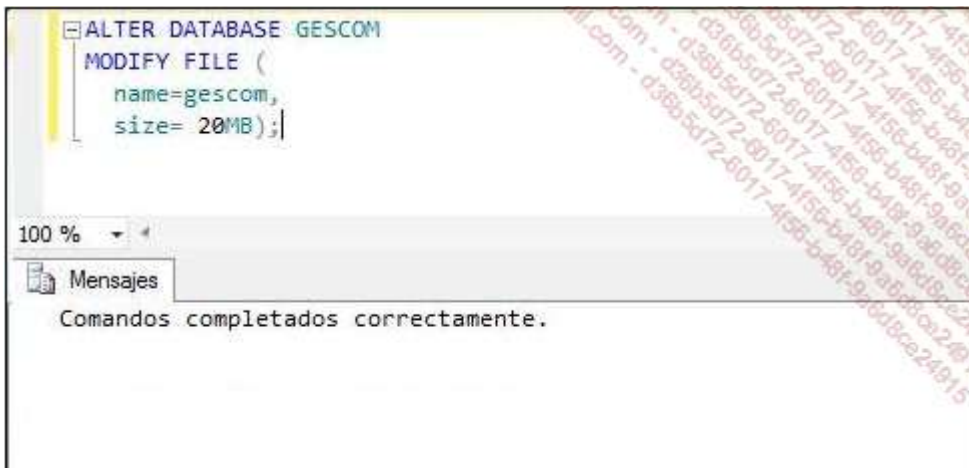 ALTER DATABASE GESCOM
MODIFY FILE (
name=gescom,
size= 20MB);
100 %
Mensajes
Comandos completados correctamente.